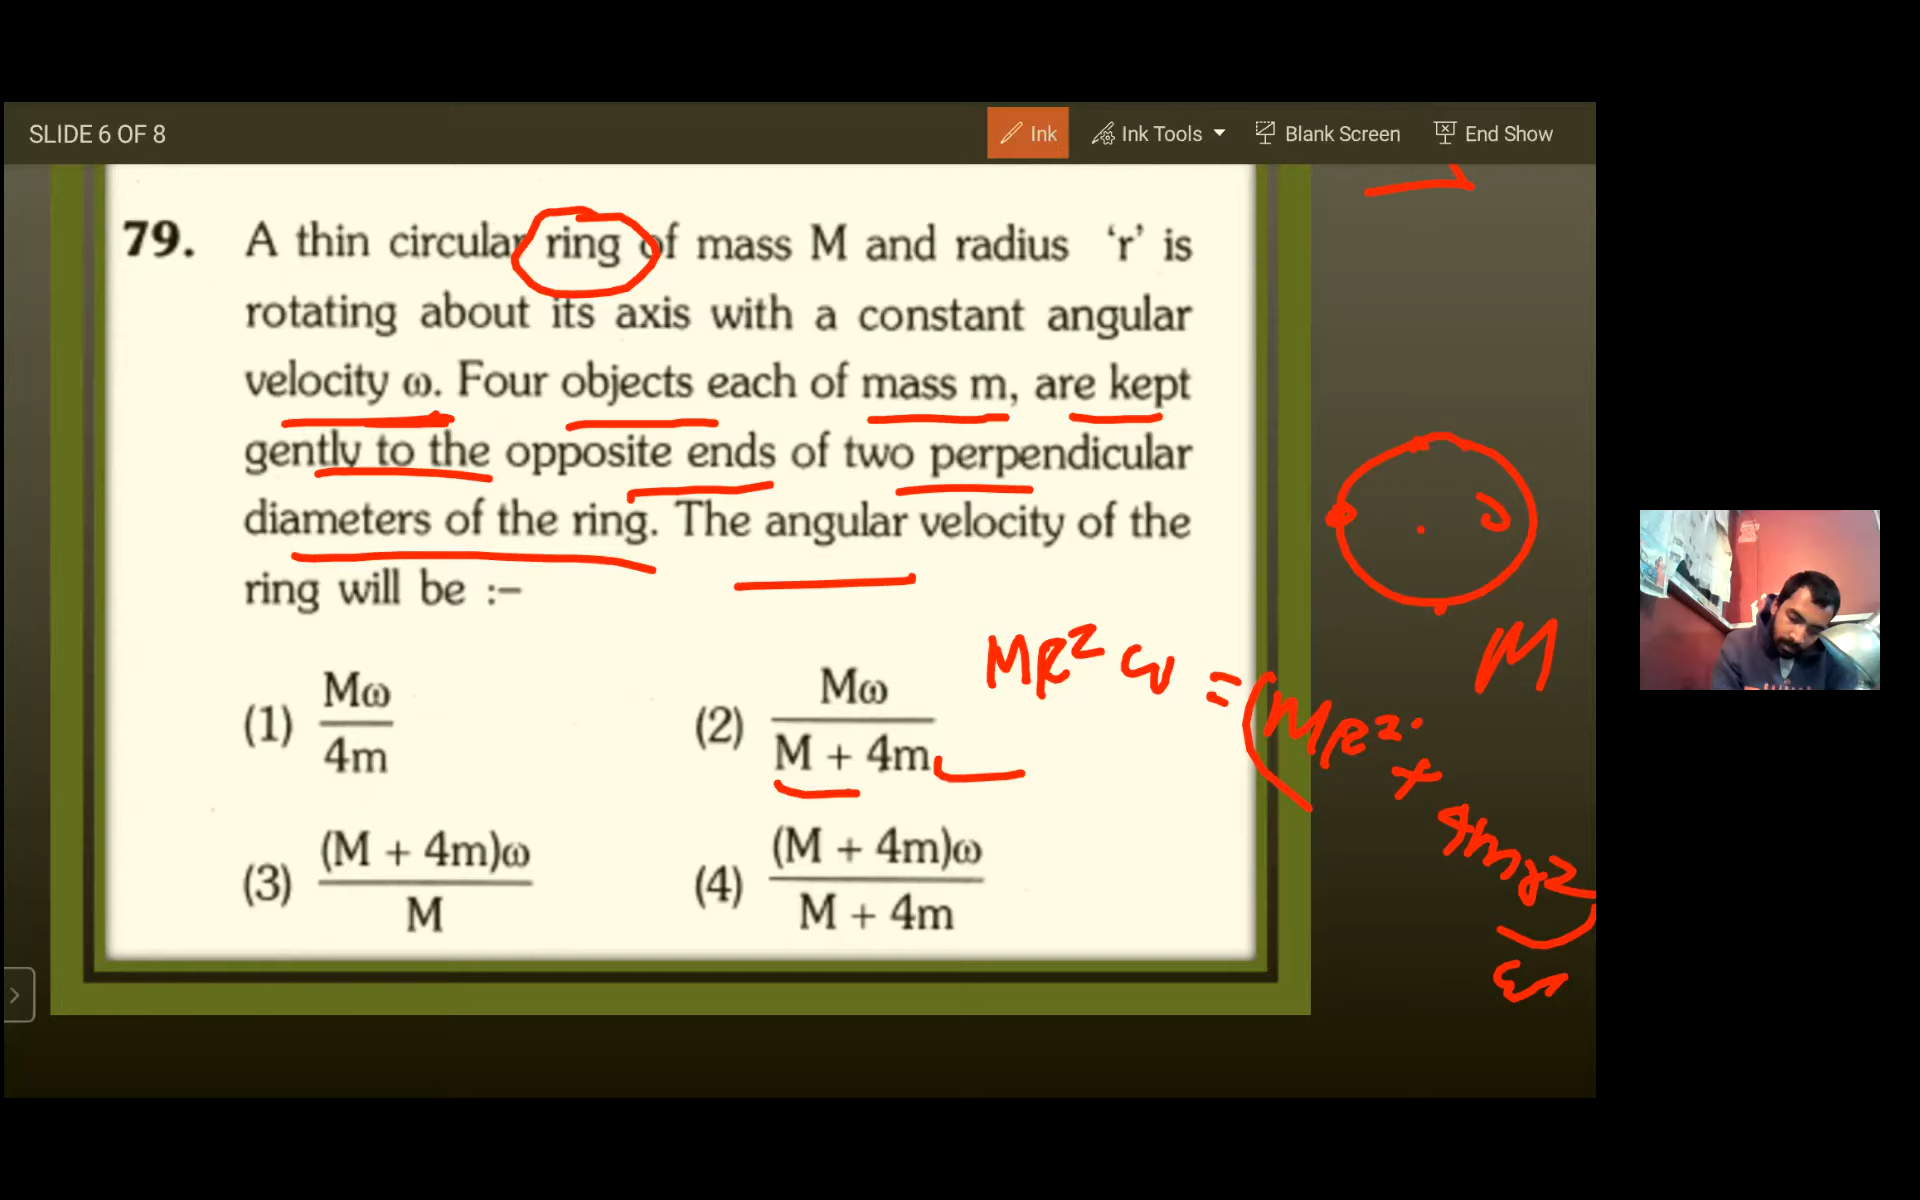 SLIDE 6 OF 8
Ink
Ink Tools
Blank Screen
End Show
79. A thin circular ring of mass M and radius ‘r’ is
rotating about its axis with a constant angular
velocity ω. Four objects each of mass m, are kept
gently to the opposite ends of two perpendicular
diameters of the ring. The angular velocity of the
ring will be :–
(1) Mω / 4m
(2) Mω / M + 4m
(3) (M + 4m)ω / M
(4) (M + 4m)ω / M + 4m
MR² ω = (MR² + 4mr²) ω
M